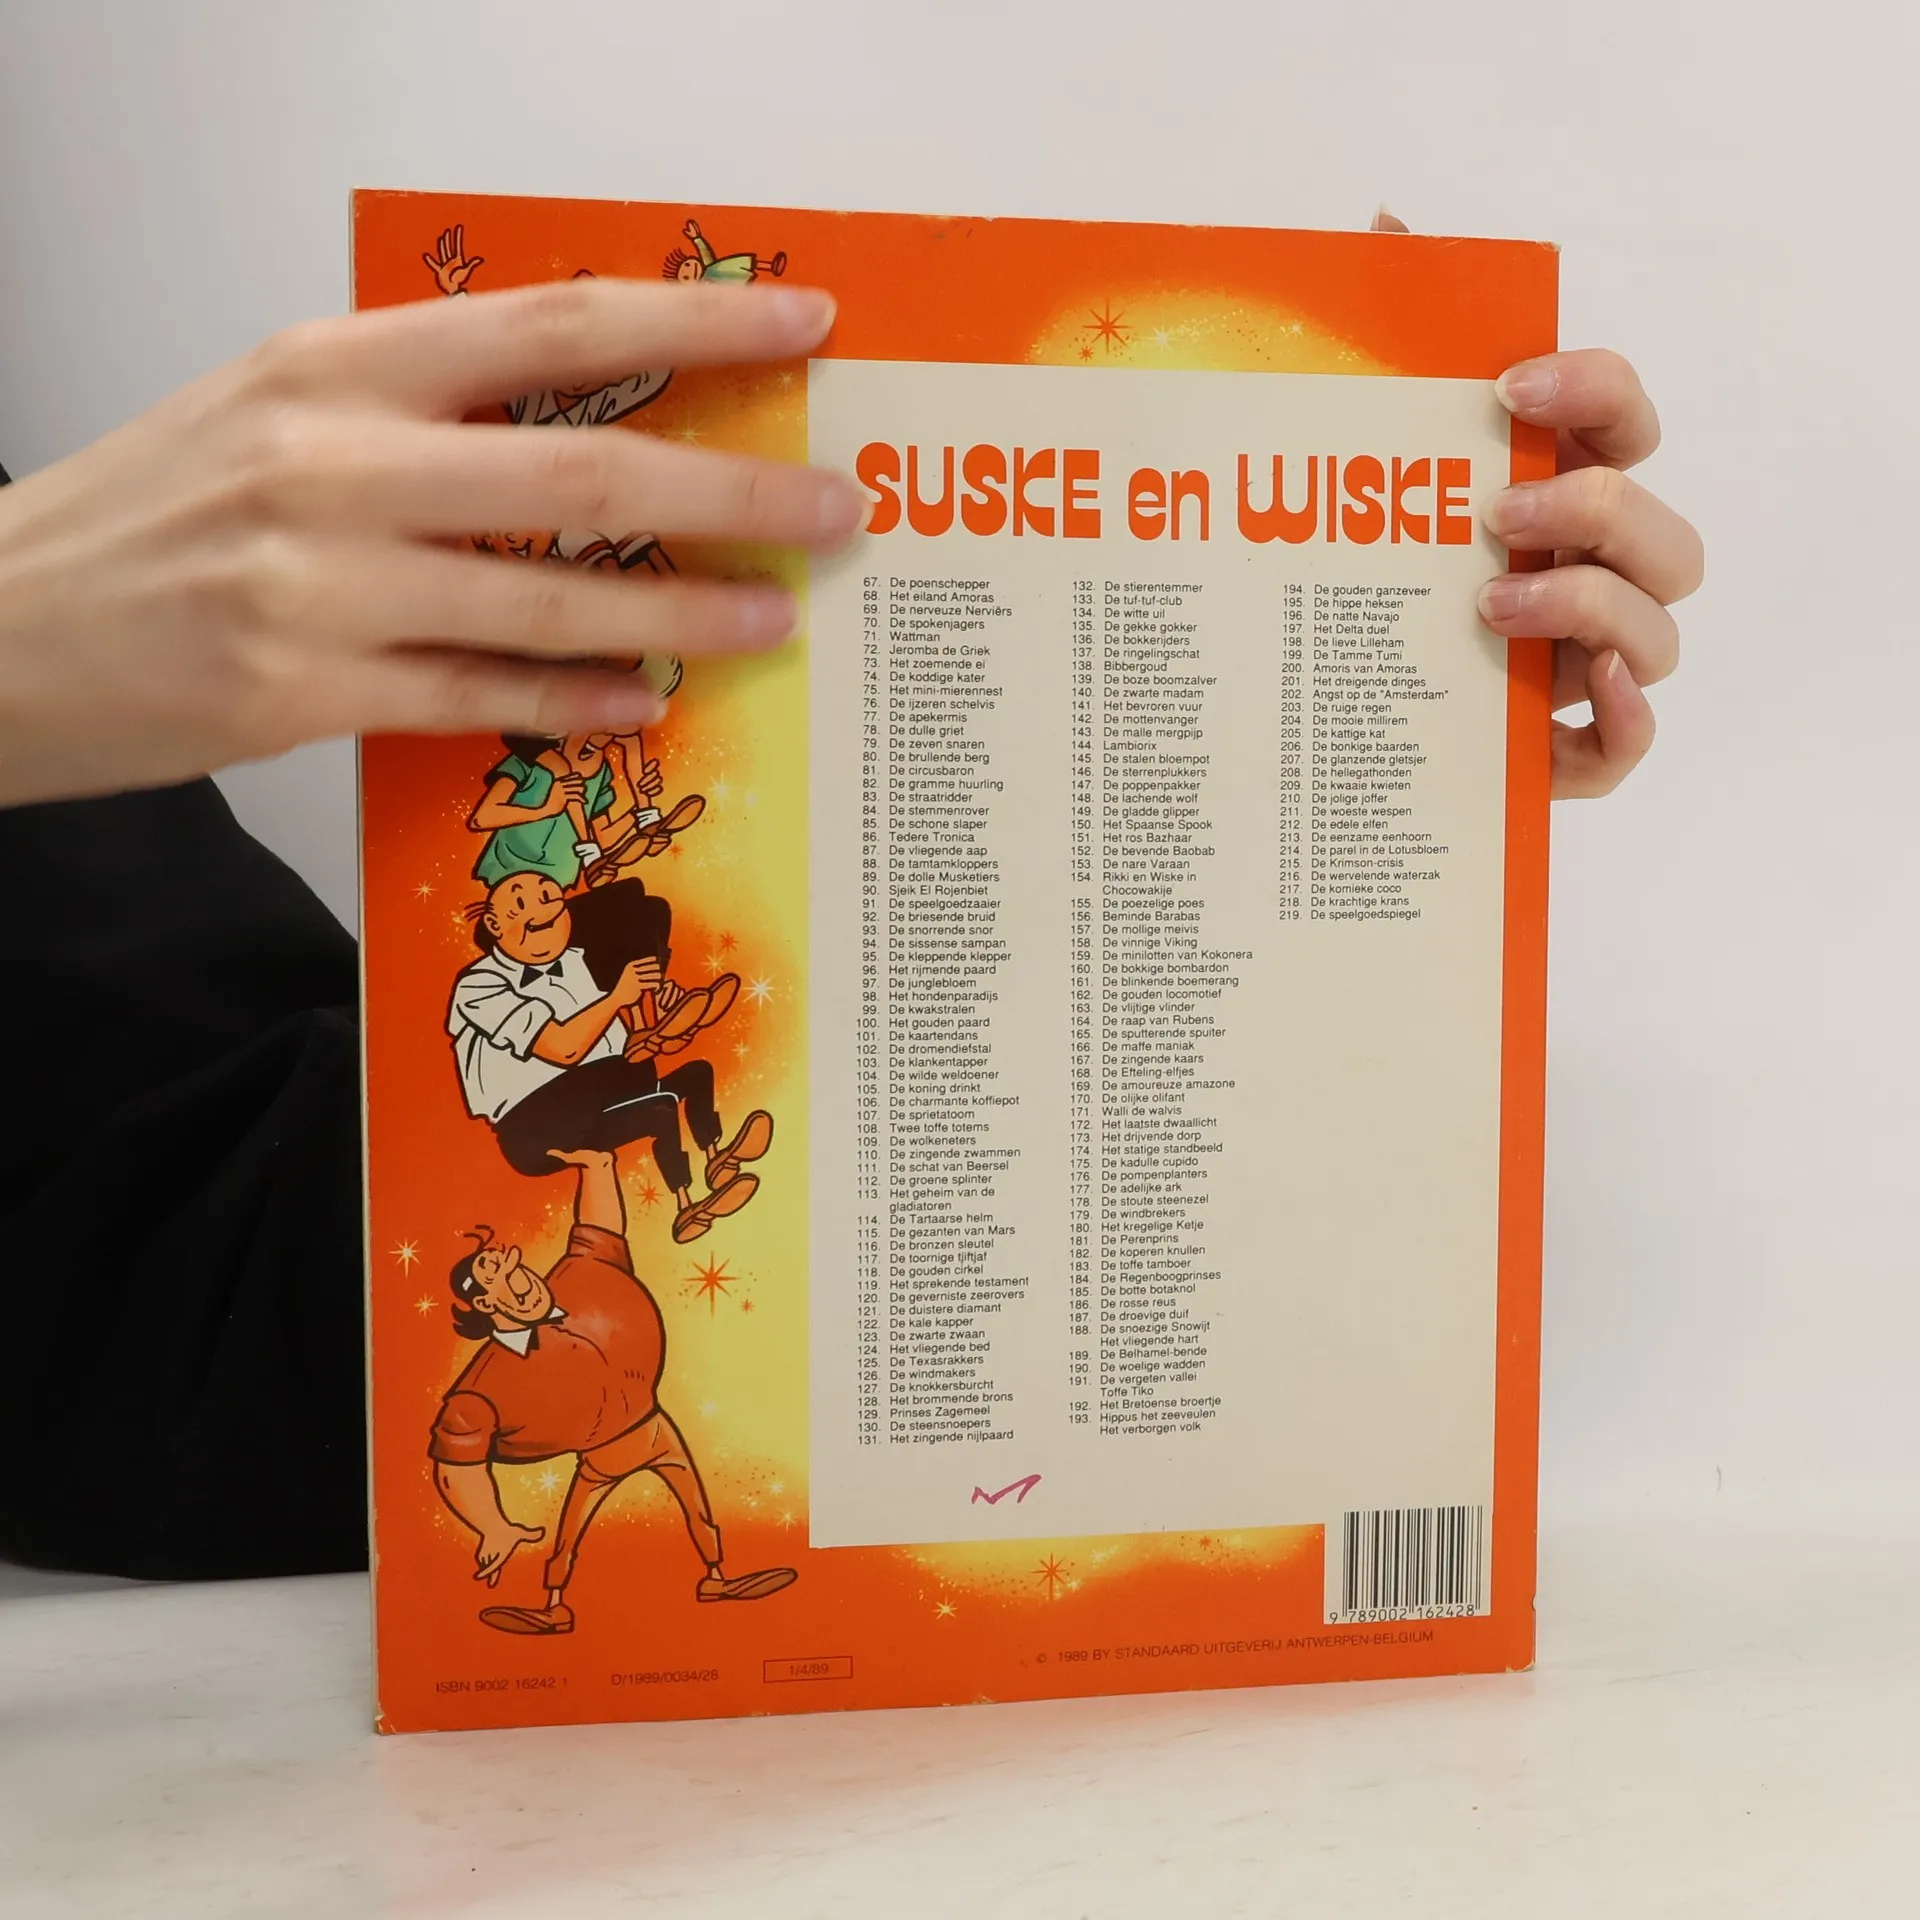 SUSKE en WISKE
67. De poenschepper
68. Het eiland Amoras
69. De nerveuze Nerviërs
70. De spokenjagers
71. Wattman
72. Jeromba de Griek
73. Het zoemende ei
74. De koddige kater
75. Het mini-mierennest
76. De ijzeren schelvis
77. De apekermis
78. De dulle griet
79. De zeven snaren
80. De brullende berg
81. De circusbaron
82. De gramme huurling
83. De straatridder
84. De stemmenrover
85. De schone slaper
86. Tedere Tronica
87. De vliegende aap
88. De tamtamkloppers
89. De dolle Musketiers
90. Sjeik El Rojenbiet
91. De speelgoedzaaier
92. De briesende bruid
93. De snorrende snor
94. De sissense sampan
95. De kleppende klepper
96. Het rijmende paard
97. De junglebloem
98. Het hondenparadijs
99. De kwakstralen
100. Het gouden paard
101. De kaartendans
102. De dromendiefstal
103. De klankentapper
104. De wilde weldoener
105. De koning drinkt
106. De charmante koffiepot
107. De sprietatoom
108. Twee toffe totems
109. De wolkeneters
110. De zingende zwammen
111. De schat van Beersel
112. De groene splinter
113. Het geheim van de
gladiatoren
114. De Tartaarse helm
115. De gezanten van Mars
116. De bronzen sleutel
117. De toornige tjiftjaf
118. De gouden cirkel
119. Het sprekende testament
120. De geverniste zeerovers
121. De duistere diamant
122. De kale kapper
123. De zwarte zwaan
124. Het vliegende bed
125. De Texasrakkers
126. De windmakers
127. De knokkersburcht
128. Het brommende brons
129. Prinses Zagemeel
130. De steensnoepers
131. Het zingende nijlpaard
132. De stierentemmer
133. De tuf-tuf-club
134. De witte uil
135. De gekke gokker
136. De bokkerijders
137. De ringelingschat
138. Bibbergoud
139. De boze boomzalver
140. De zwarte madam
141. Het bevroren vuur
142. De mottenvanger
143. De malle mergpijp
144. Lambiorix
145. De stalen bloempot
146. De sterrenplukkers
147. De poppenpakker
148. De lachende wolf
149. De gladde glipper
150. Het Spaanse Spook
151. Het ros Bazhaar
152. De bevende Baobab
153. De nare Varaan
154. Rikki en Wiske in
Chocowakije
155. De poezelige poes
156. Beminde Barabas
157. De mollige meivis
158. De vinnige Viking
159. De minilotten van Kokonera
160. De bokkige bombardon
161. De blinkende boemerang
162. De gouden locomotief
163. De vlijtige vlinder
164. De raap van Rubens
165. De sputterende spuiter
166. De maffe maniak
167. De zingende kaars
168. De Efteling-elfjes
169. De amoureuze amazone
170. De olijke olifant
171. Walli de walvis
172. Het laatste dwaallicht
173. Het drijvende dorp
174. Het statige standbeeld
175. De kadulle cupido
176. De pompenplanters
177. De adelijke ark
178. De stoute steenezel
179. De windbrekers
180. Het kregelige Ketje
181. De Perenprins
182. De koperen knullen
183. De toffe tamboer
184. De Regenboogprinses
185. De botte botaknol
186. De rosse reus
187. De droevige duif
188. De snoezige Snowijt
Het vliegende hart
189. De Belhamel-bende
190. De woelige wadden
191. De vergeten vallei
Toffe Tiko
192. Het Bretoense broertje
193. Hippus het zeeveulen
Het verborgen volk
194. De gouden ganzeveer
195. De hippe heksen
196. De natte Navajo
197. Het Delta duel
198. De lieve Lilleham
199. De Tamme Tumi
200. Amoris van Amoras
201. Het dreigende dinges
202. Angst op de "Amsterdam"
203. De ruige regen
204. De mooie millirem
205. De kattige kat
206. De bonkige baarden
207. De glanzende gletsjer
208. De hellegathonden
209. De kwaaie kwieten
210. De jolige joffer
211. De woeste wespen
212. De edele elfen
213. De eenzame eenhoorn
214. De parel in de Lotusbloem
215. De Krimson-crisis
216. De wervelende waterzak
217. De komieke coco
218. De krachtige krans
219. De speelgoedspiegel
9 789002 162428
ISBN 9002 16242 1
D/1989/0034/28
1/4/89
© 1989 BY STANDAARD UITGEVERIJ ANTWERPEN-BELGIUM